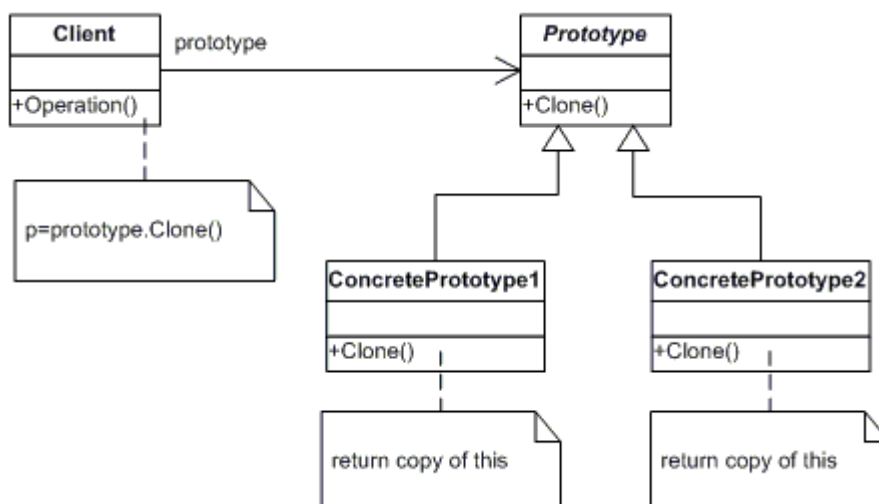 Client
prototype
Prototype
+Operation()
+Clone()
p=prototype.Clone()
ConcretePrototype1
ConcretePrototype2
+Clone()
+Clone()
return copy of this
return copy of this